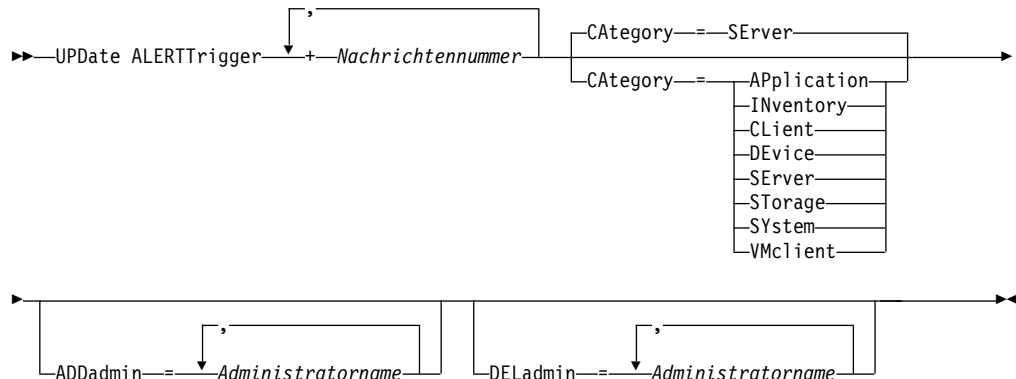 ,
CAtegory = SErver
UPDate ALERTTrigger + Nachrichtennummer
CAtegory = APplication
INventory
CLient
DEvice
SErver
STorage
SYstem
VMclient
, ,
ADDadmin = Administratorname DELadmin = Administratorname